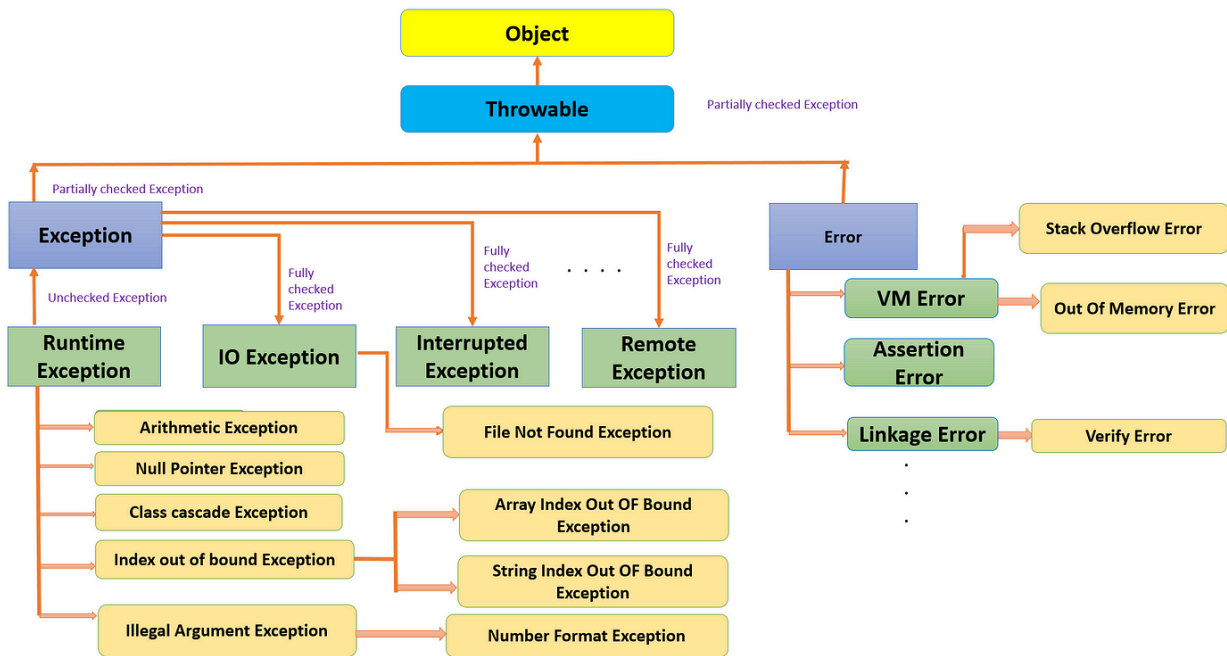 Object
Throwable
Partially checked Exception
Partially checked Exception
Exception
Error
Stack Overflow Error
Fully
checked
Exception
Fully
checked
Exception
. . . .
Fully
checked
Exception
Unchecked Exception
VM Error
Out Of Memory Error
Runtime
Exception
IO Exception
Interrupted
Exception
Remote
Exception
Assertion
Error
Arithmetic Exception
File Not Found Exception
Linkage Error
Verify Error
Null Pointer Exception
.
.
.
Class cascade Exception
Array Index Out OF Bound
Exception
Index out of bound Exception
String Index Out OF Bound
Exception
Illegal Argument Exception
Number Format Exception